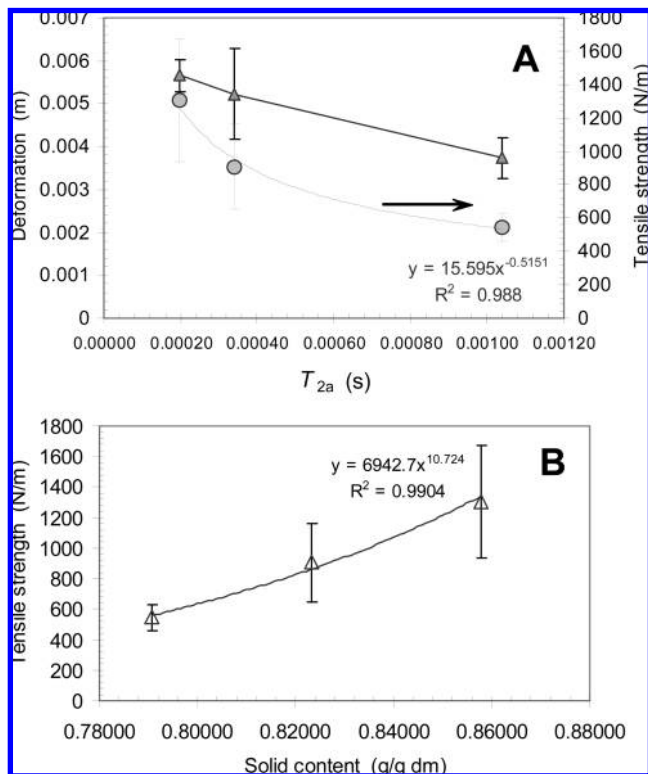 0.007
0.006
0.005
0.004
0.003
0.002
0.001
0
Deformation (m)
A
1800
1600
1400
1200
1000
800
600
400
200
0
Tensile strength (N/m)
y = 15.595x^-0.5151
R² = 0.988
0.00000 0.00020 0.00040 0.00060 0.00080 0.00100 0.00120
T2a (s)
1800
1600
1400
1200
1000
800
600
400
200
0
Tensile strength (N/m)
B
y = 6942.7x^10.724
R² = 0.9904
0.78000 0.80000 0.82000 0.84000 0.86000 0.88000
Solid content (g/g dm)